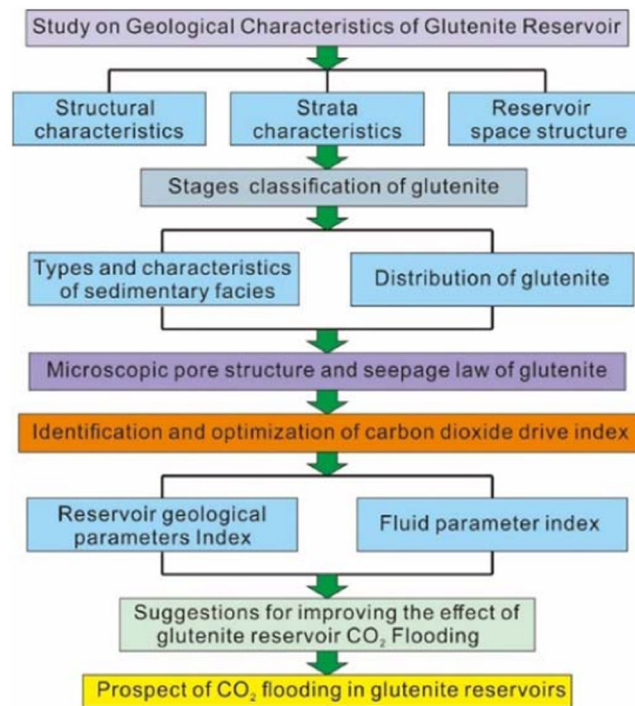 Study on Geological Characteristics of Glutenite Reservoir
Structural
characteristics
Strata
characteristics
Reservoir
space structure
Stages classification of glutenite
Types and characteristics
of sedimentary facies
Distribution of glutenite
Microscopic pore structure and seepage law of glutenite
Identification and optimization of carbon dioxide drive index
Reservoir geological
parameters Index
Fluid parameter index
Suggestions for improving the effect of
glutenite reservoir CO₂ Flooding
Prospect of CO₂ flooding in glutenite reservoirs